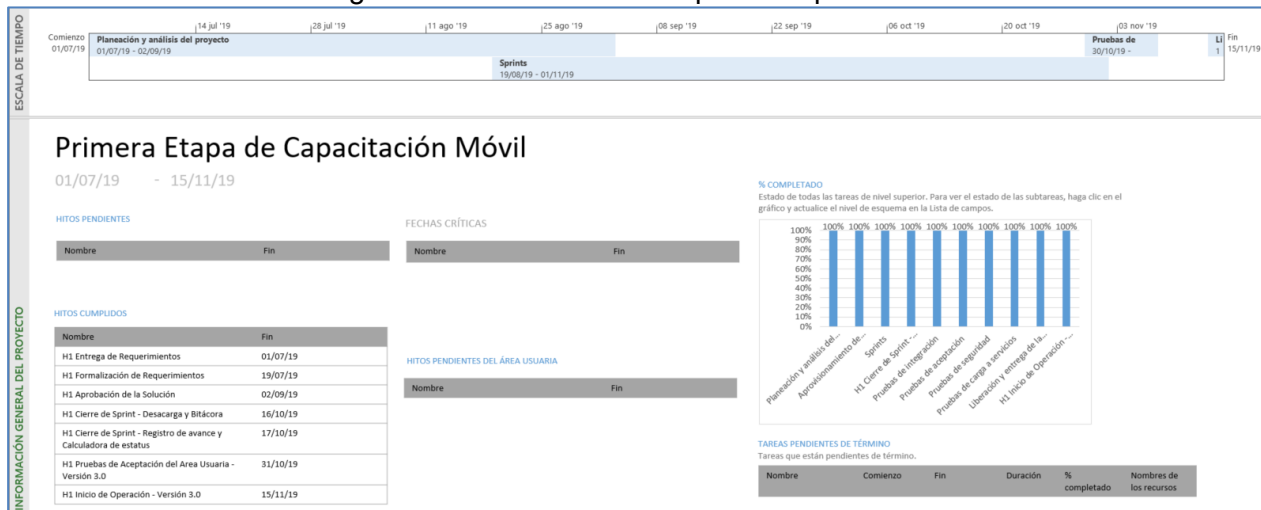 ESCALA DE TIEMPO
14 jul '19
28 jul '19
11 ago '19
25 ago '19
08 sep '19
22 sep '19
06 oct '19
20 oct '19
03 nov '19
Comienzo
01/07/19
Planeación y análisis del proyecto
01/07/19 - 02/09/19
Pruebas de
30/10/19 -
Li
1
Fin
15/11/19
Sprints
19/08/19 - 01/11/19
INFORMACIÓN GENERAL DEL PROYECTO
Primera Etapa de Capacitación Móvil
01/07/19 - 15/11/19
HITOS PENDIENTES
Nombre Fin
HITOS CUMPLIDOS
Nombre Fin
H1 Entrega de Requerimientos 01/07/19
H1 Formalización de Requerimientos 19/07/19
H1 Aprobación de la Solución 02/09/19
H1 Cierre de Sprint - Desacarga y Bitácora 16/10/19
H1 Cierre de Sprint - Registro de avance y 17/10/19
Calculadora de estatus
H1 Pruebas de Aceptación del Area Usuaria - 31/10/19
Versión 3.0
H1 Inicio de Operación - Versión 3.0 15/11/19
FECHAS CRÍTICAS
Nombre Fin
HITOS PENDIENTES DEL ÁREA USUARIA
Nombre Fin
% COMPLETADO
Estado de todas las tareas de nivel superior. Para ver el estado de las subtareas, haga clic en el
gráfico y actualice el nivel de esquema en la Lista de campos.
100% 100% 100% 100% 100% 100% 100% 100% 100% 100%
100%
90%
80%
70%
60%
50%
40%
30%
20%
10%
0%
Planeación y análisis del...
Aprovisionamiento de...
Sprints
H1 Cierre de Sprint -...
Pruebas de integración
Pruebas de aceptación
Pruebas de seguridad
Pruebas de carga a servicios
Liberación y entrega de la...
H1 Inicio de Operación -...
TAREAS PENDIENTES DE TÉRMINO
Tareas que están pendientes de término.
Nombre Comienzo Fin Duración % Nombres de
completado los recursos